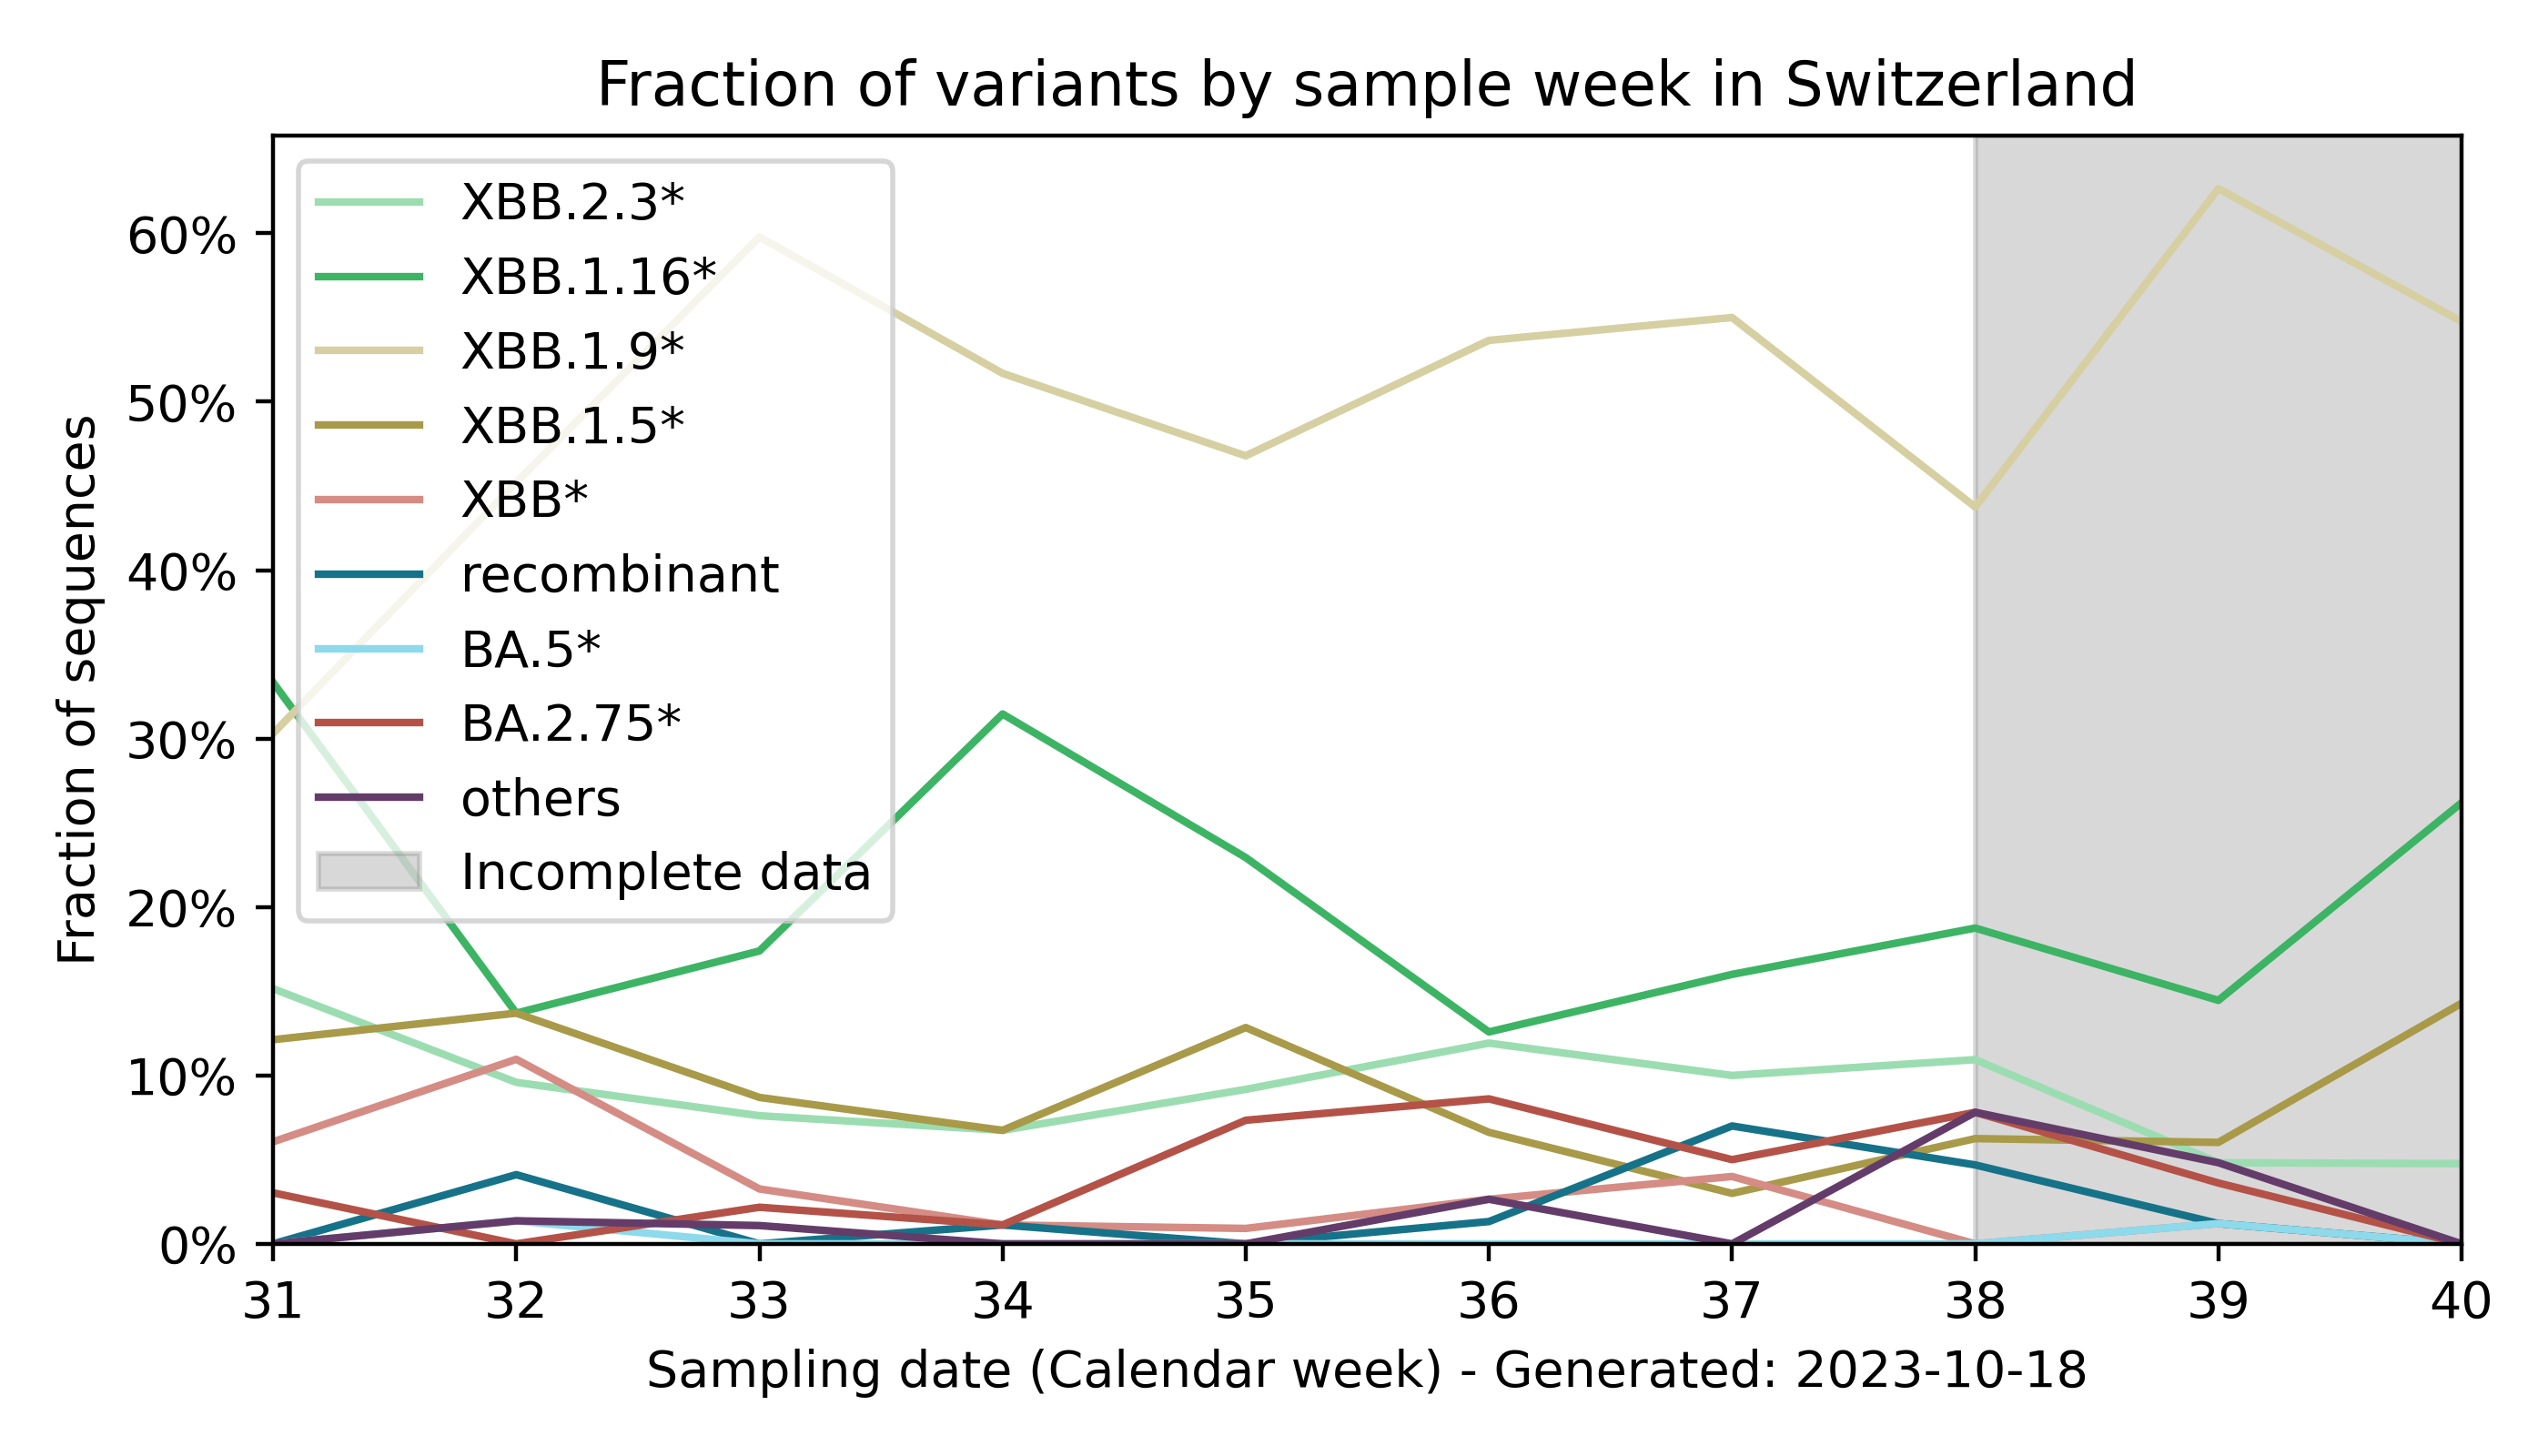 Fraction of variants by sample week in Switzerland
XBB.2.3*
XBB.1.16*
XBB.1.9*
XBB.1.5*
XBB*
recombinant
BA.5*
BA.2.75*
others
Incomplete data
Fraction of sequences
60%
50%
40%
30%
20%
10%
0%
31 32 33 34 35 36 37 38 39 40
Sampling date (Calendar week) - Generated: 2023-10-18